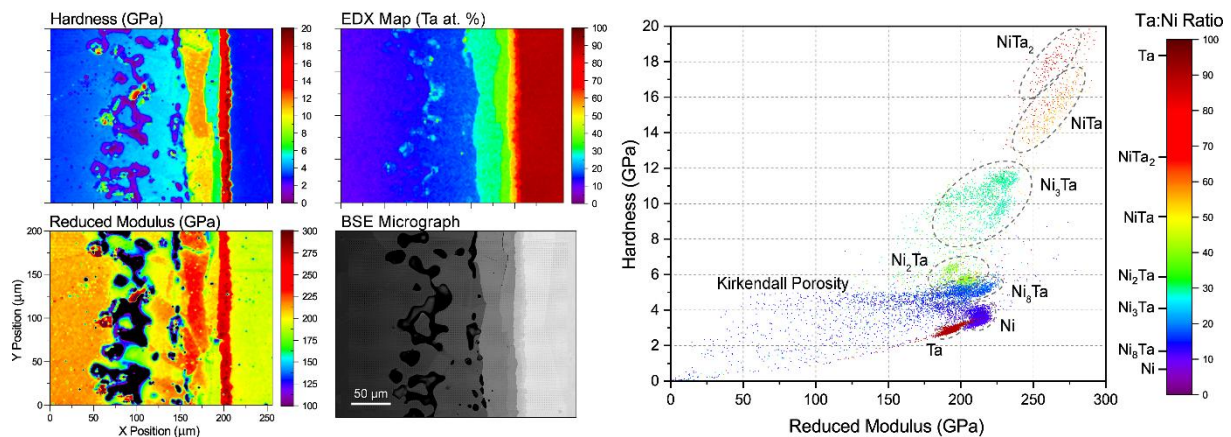 Hardness (GPa)
20
18
16
14
12
10
8
6
4
2
0
EDX Map (Ta at. %)
100
90
80
70
60
50
40
30
20
10
0
Reduced Modulus (GPa)
200
150
100
50
0
Y Position (µm)
0 50 100 150 200 250
X Position (µm)
300
275
250
225
200
175
150
125
100
BSE Micrograph
50 µm
20
18
16
14
12
10
8
6
4
2
0
Hardness (GPa)
NiTa2
NiTa
Ni3Ta
Ni2Ta
Kirkendall Porosity
Ni8Ta
Ni
Ta
0 50 100 150 200 250 300
Reduced Modulus (GPa)
Ta:Ni Ratio
Ta
NiTa2
NiTa
Ni2Ta
Ni3Ta
Ni8Ta
Ni
100
90
80
70
60
50
40
30
20
10
0